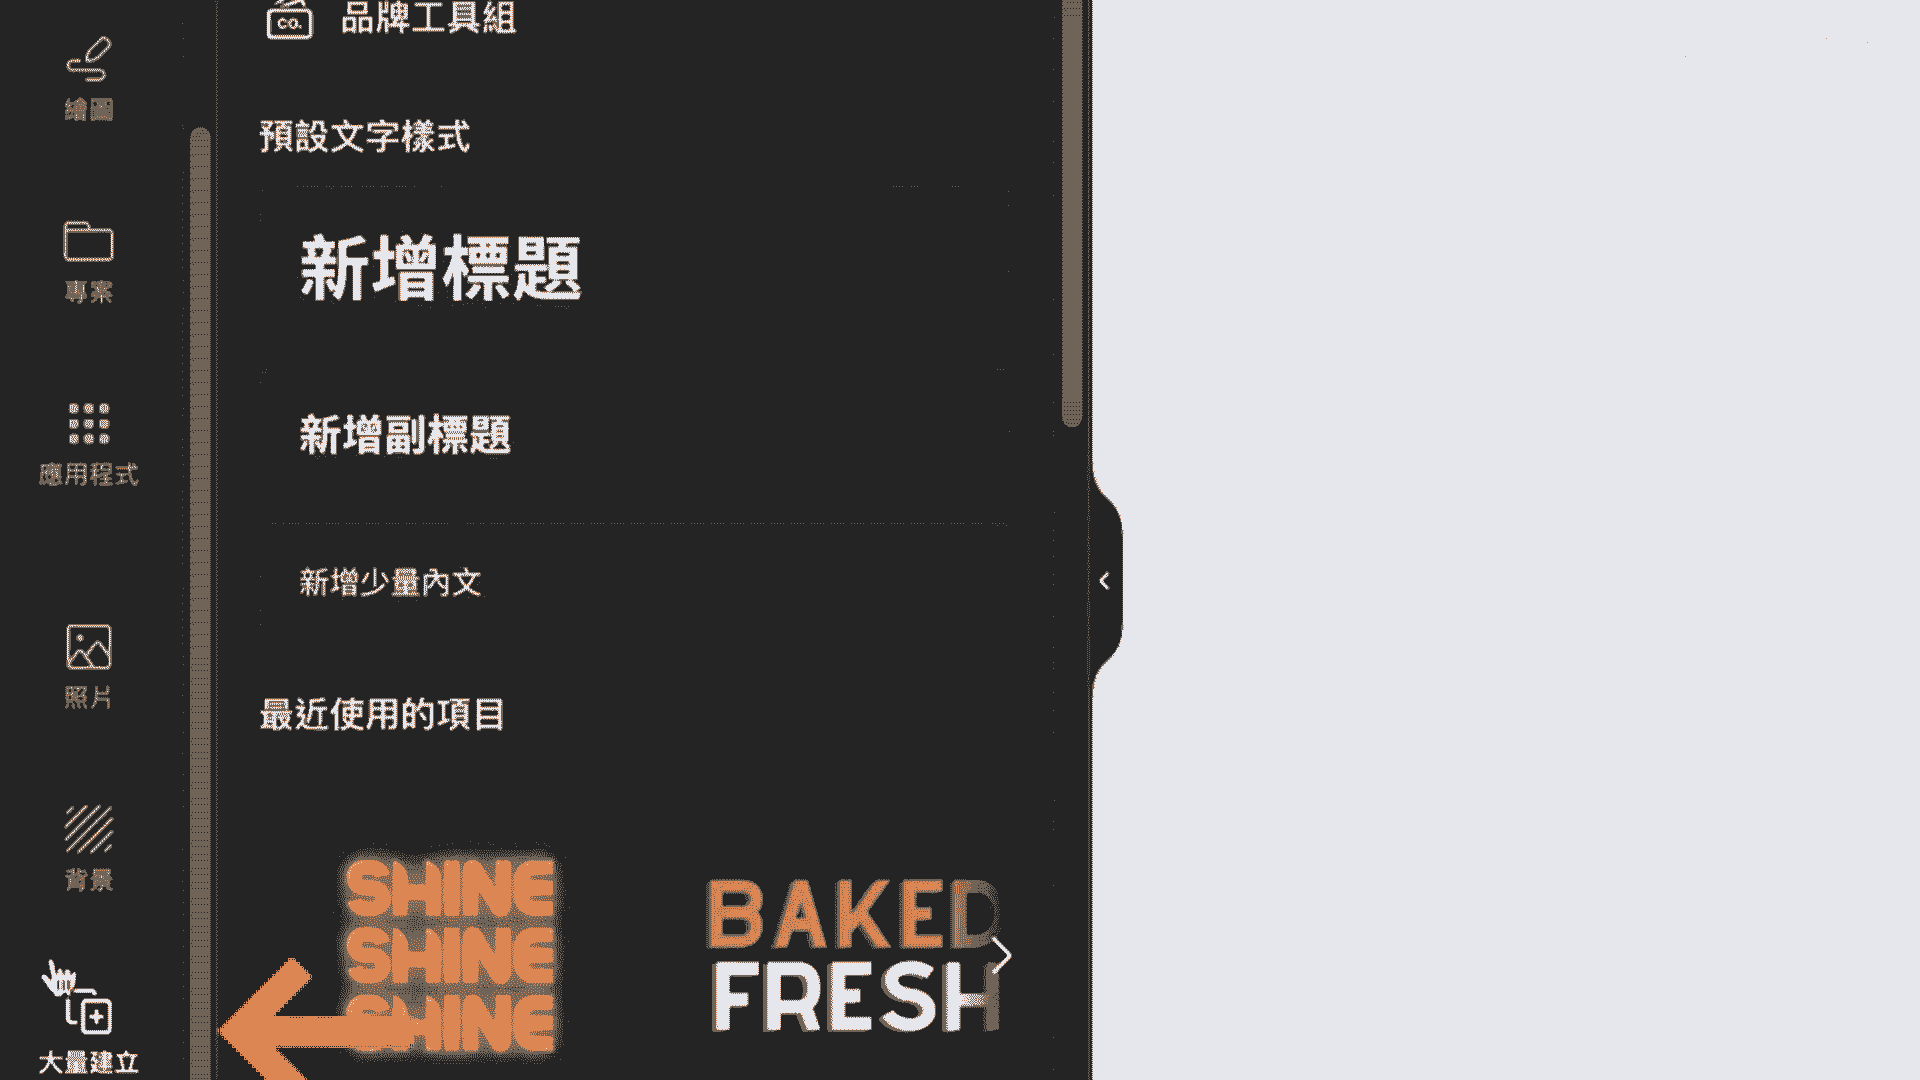 繪圖
專案
應用程式
照片
背景
大量建立
CO.
品牌工具組
預設文字樣式
新增標題
新增副標題
新增少量內文
最近使用的項目
SHINE
SHINE
SHINE
BAKED
FRESH